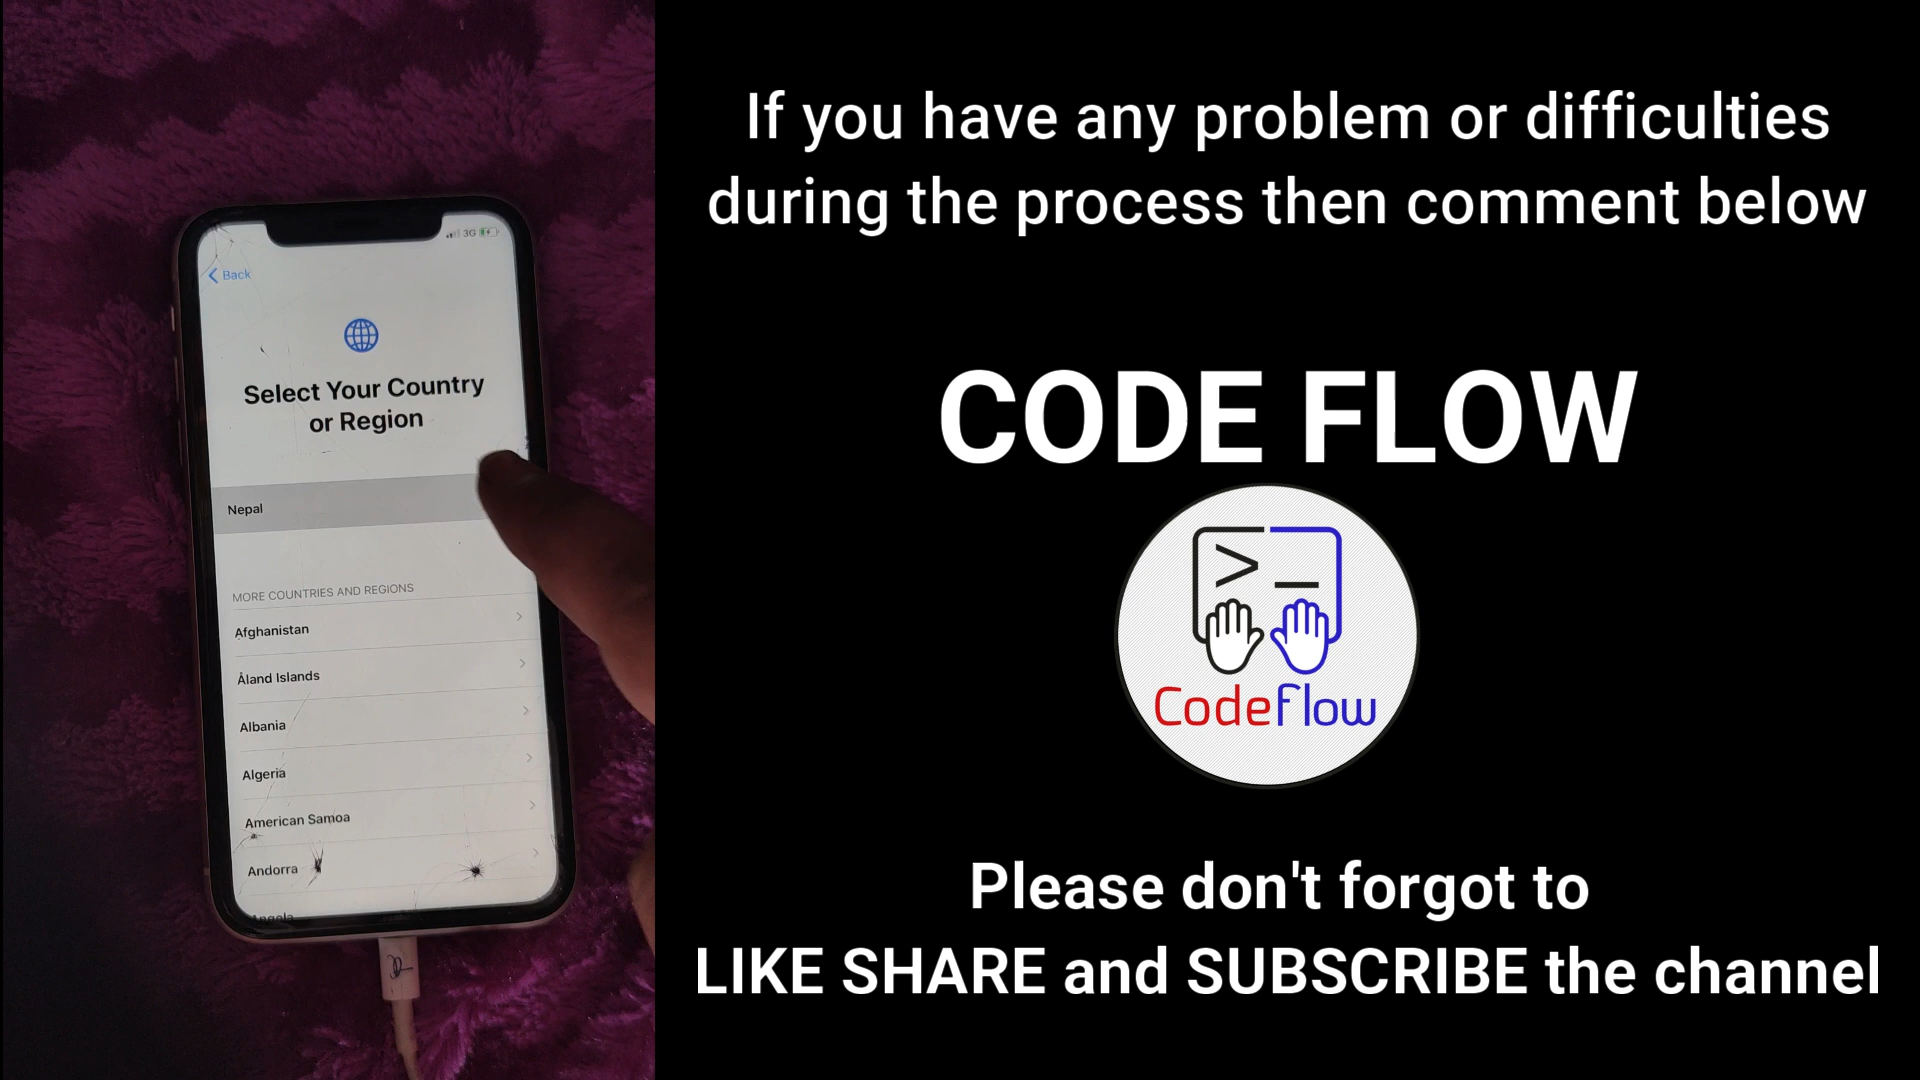 3G
Back
Select Your Country
or Region
Nepal
MORE COUNTRIES AND REGIONS
Afghanistan
Åland Islands
Albania
Algeria
American Samoa
Andorra
Angola
If you have any problem or difficulties
during the process then comment below
CODE FLOW
>_
Codeflow
Please don't forgot to
LIKE SHARE and SUBSCRIBE the channel